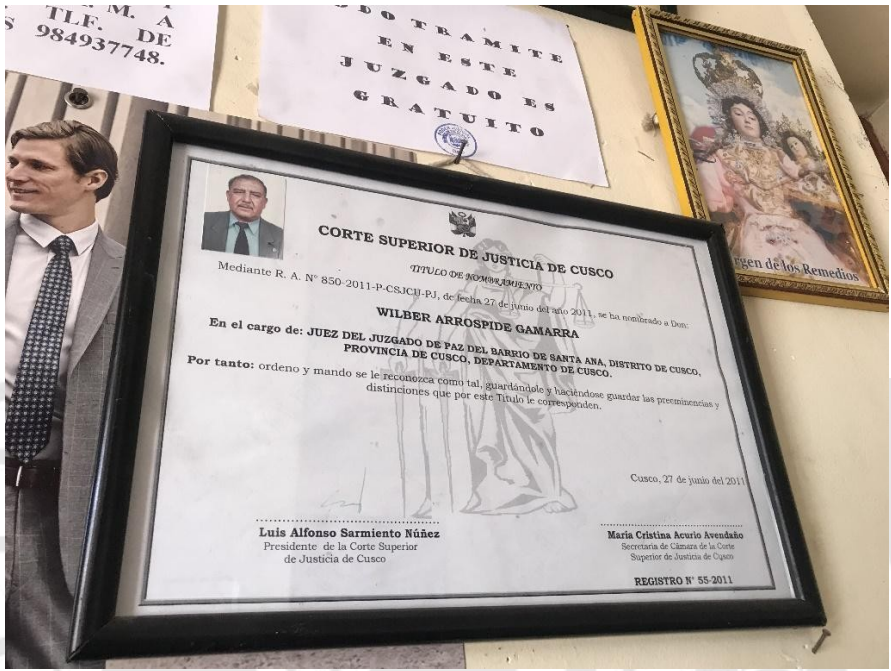 M. A
TLF. DE
984937748.
TRAMITE
EN ESTE
JUZGADO ES
GRATUITO
CORTE SUPERIOR DE JUSTICIA DE CUSCO
TITULO DE NOMBRAMIENTO
Mediante R. A. N° 850-2011-P-CSJCU-PJ, de fecha 27 de junio del año 2011, se ha nombrado a Don:
WILBER ARROSPIDE GAMARRA
En el cargo de: JUEZ DEL JUZGADO DE PAZ DEL BARRIO DE SANTA ANA, DISTRITO DE CUSCO,
PROVINCIA DE CUSCO, DEPARTAMENTO DE CUSCO.
Por tanto: ordeno y mando se le reconozca como tal, guardándole y haciéndose guardar las preeminencias y
distinciones que por este Título le corresponden.
Cusco, 27 de junio del 2011
Luis Alfonso Sarmiento Núñez
Presidente de la Corte Superior
de Justicia de Cusco
María Cristina Acurio Avendaño
Secretaria de Cámara de la Corte
Superior de Justicia de Cusco
REGISTRO N° 55-2011
rgen de los Remedios